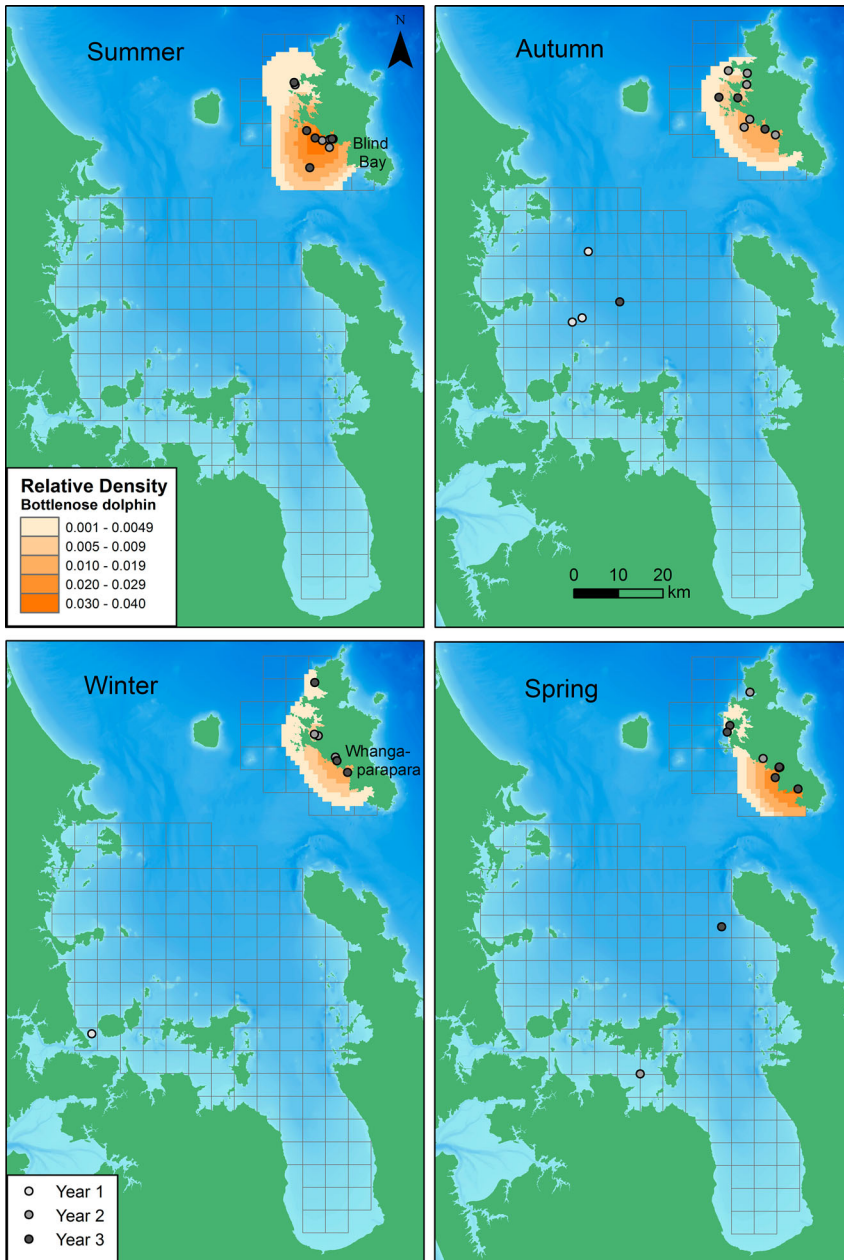 Summer
N
Blind
Bay
Relative Density
Bottlenose dolphin
0.001 - 0.0049
0.005 - 0.009
0.010 - 0.019
0.020 - 0.029
0.030 - 0.040
Autumn
0 10 20
km
Winter
Whanga-
parapara
Year 1
Year 2
Year 3
Spring